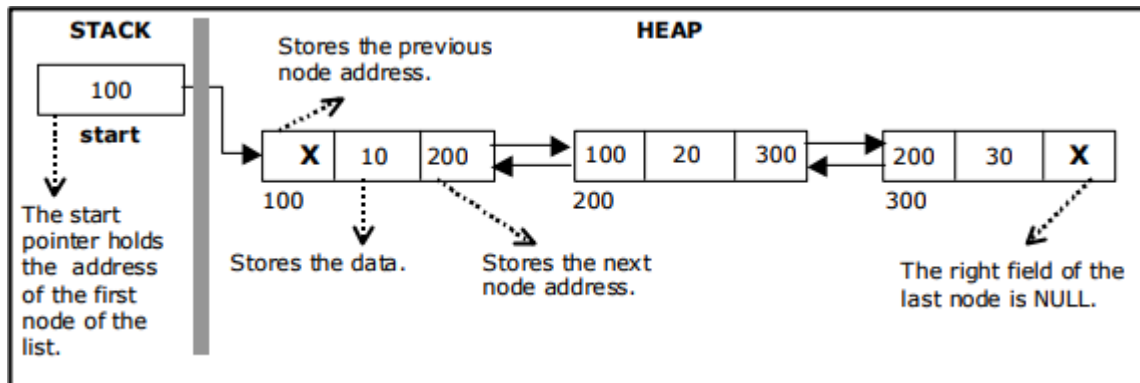 STACK
HEAP
Stores the previous
node address.
100
start
X 10 200
100 20 300
200 30 X
100
200
300
The start
pointer holds
the address
of the first
node of the
list.
Stores the data.
Stores the next
node address.
The right field of the
last node is NULL.